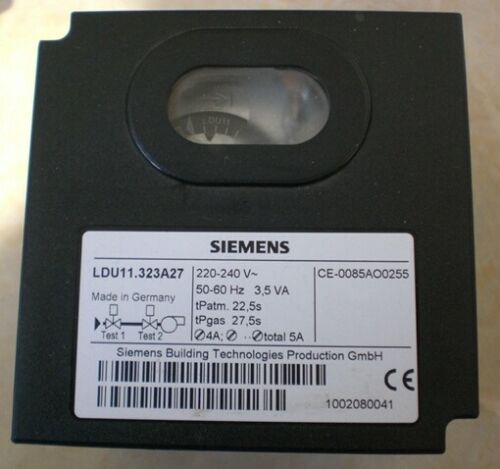 LDU11
SIEMENS
LDU11.323A27
Made in Germany
Test 1 Test 2
220-240 V~
50-60 Hz 3,5 VA
tPatm. 22,5s
tPgas 27,5s
⊘4A; ⊘ ‥ ⊘total 5A
CE-0085AO0255
Siemens Building Technologies Production GmbH
CE
1002080041